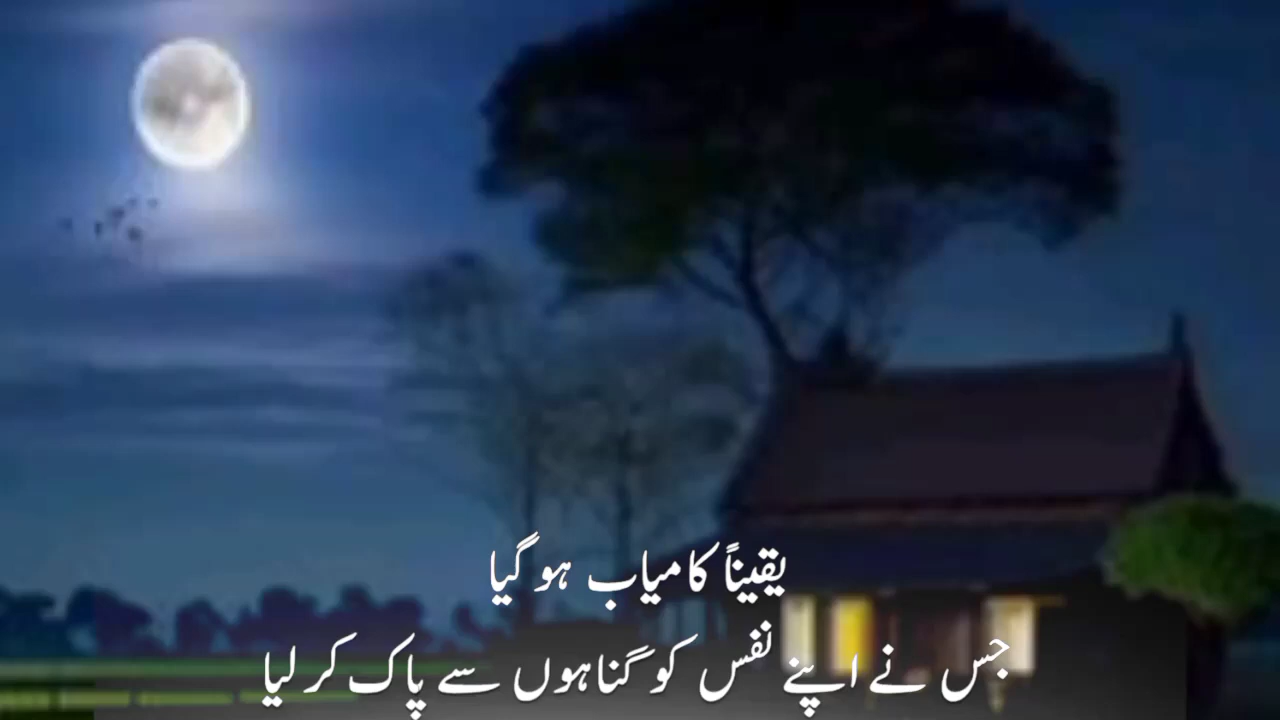 یقیناً کامیاب ہو گیا
جس نے اپنے نفس کو گناہوں سے پاک کر لیا